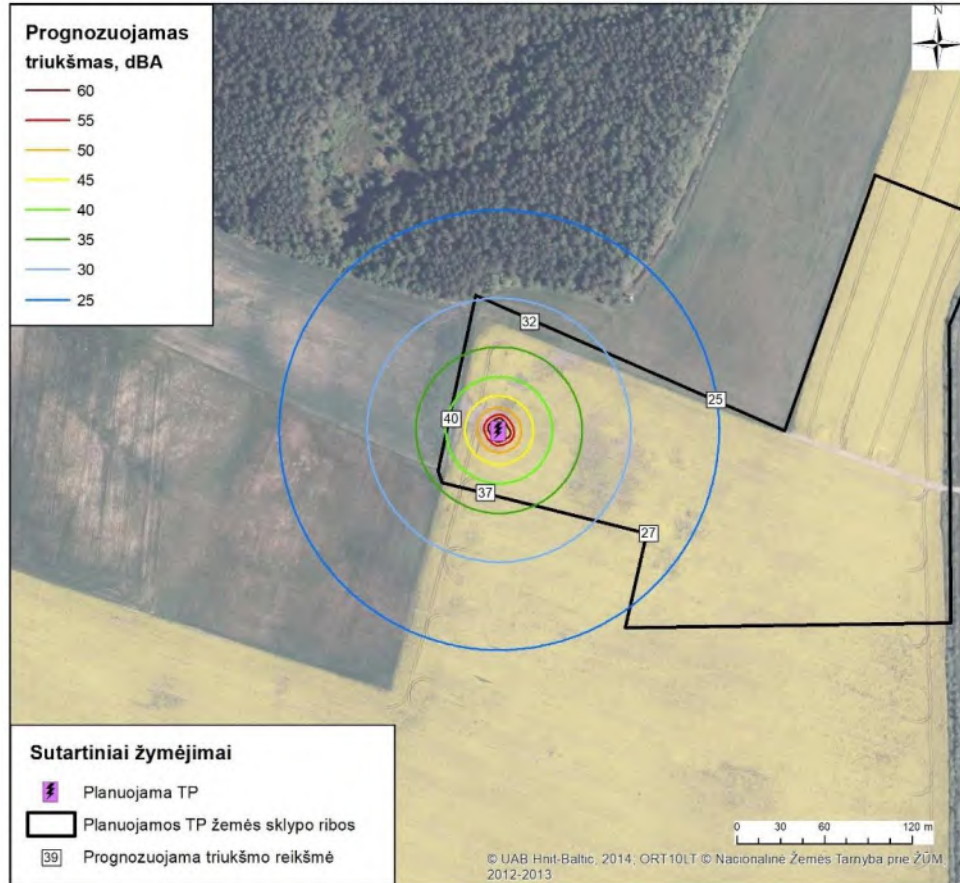 Prognozuojamas
triukšmas, dBA
60
55
50
45
40
35
30
25
32
25
40
37
27
Sutartiniai žymėjimai
Planuojama TP
Planuojamos TP žemės sklypo ribos
39 Prognozuojama triukšmo reikšmė
0 30 60 120 m
© UAB Hnit-Baltic, 2014; ORT10LT © Nacionalinė Žemės Tarnyba prie ŽŪM
2012-2013